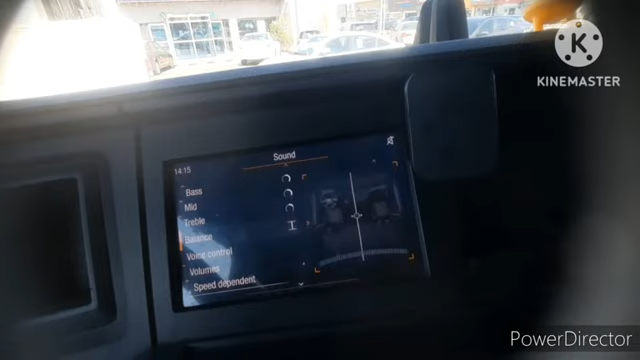 KINEMASTER
Sound
14:15
Bass
Mid
Treble
Balance
Voice control
Volumes
Speed dependent
PowerDirector